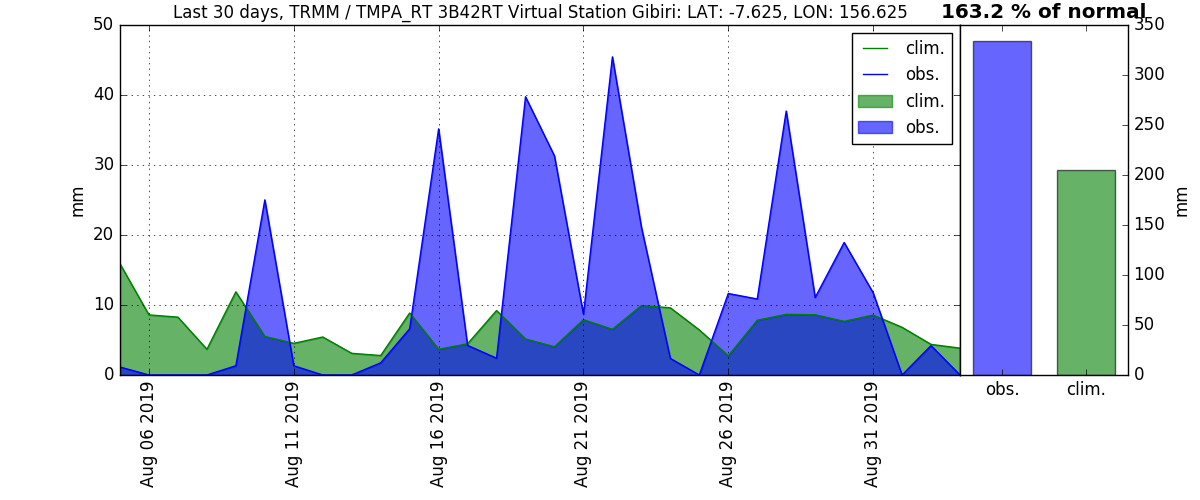 Last 30 days, TRMM / TMPA_RT 3B42RT Virtual Station Gibiri: LAT: -7.625, LON: 156.625
163.2 % of normal
50
40
30
20
10
0
mm
clim.
obs.
clim.
obs.
Aug 06 2019
Aug 11 2019
Aug 16 2019
Aug 21 2019
Aug 26 2019
Aug 31 2019
350
300
250
200
150
100
50
0
mm
obs.
clim.